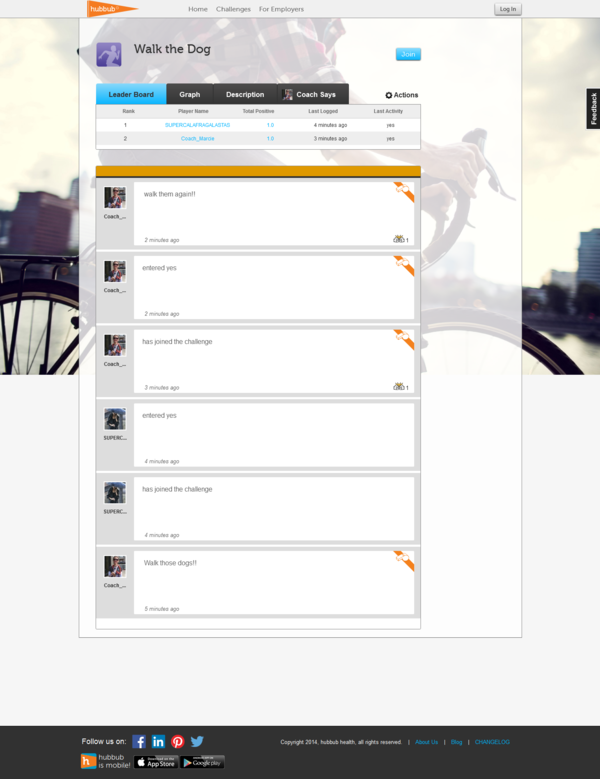 hubbub
Home Challenges For Employers
Log In
Walk the Dog
Join
Leader Board Graph Description Coach Says Actions
Rank Player Name Total Positive Last Logged Last Activity
1 SUPERCALAFRAGALASTAS 1.0 4 minutes ago yes
2 Coach_Marcie 1.0 3 minutes ago yes
Feedback
walk them again!!
Coach_...
2 minutes ago
1
entered yes
Coach_...
2 minutes ago
has joined the challenge
Coach_...
3 minutes ago
1
entered yes
SUPERC...
4 minutes ago
has joined the challenge
SUPERC...
4 minutes ago
Walk those dogs!!
Coach_...
5 minutes ago
Follow us on:
Copyright 2014, hubbub health, all rights reserved. | About Us | Blog | CHANGELOG
hubbub
is mobile!
Download on the
App Store
Google play